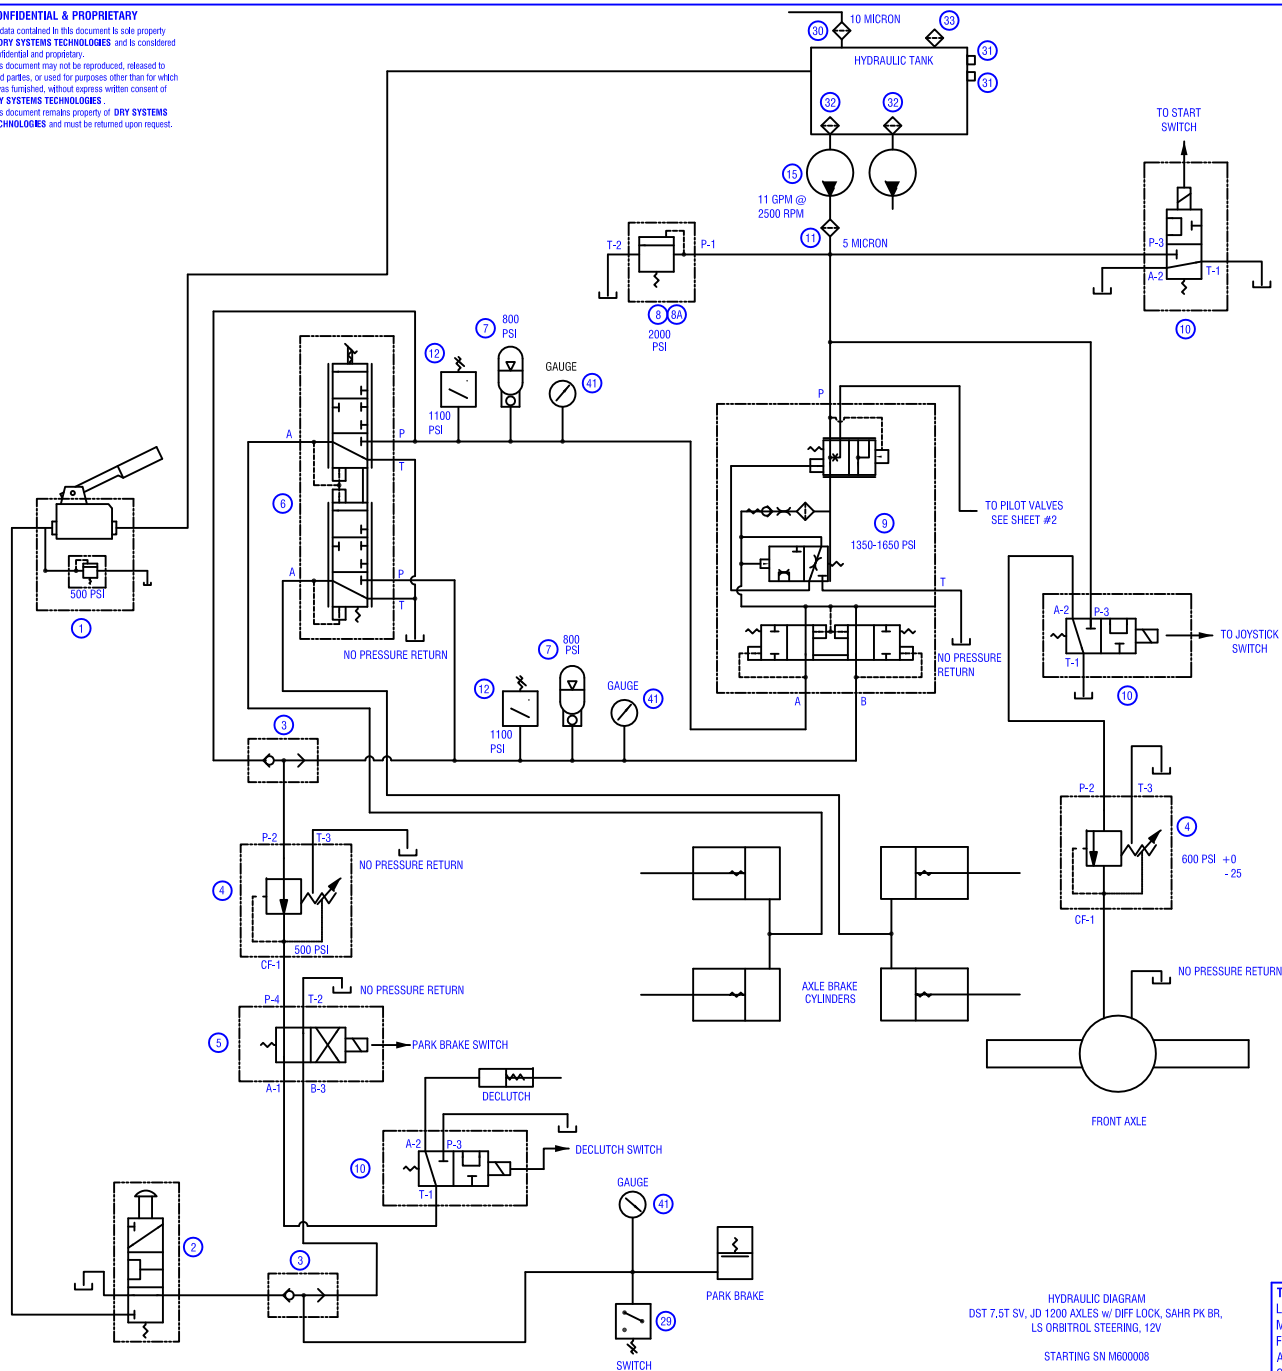 ONFIDENTIAL & PROPRIETARY
data contained in this document is sole property
DRY SYSTEMS TECHNOLOGIES and is considered
fidential and proprietary.
s document may not be reproduced, released to
d parties, or used for purposes other than for which
was furnished, without express written consent of
Y SYSTEMS TECHNOLOGIES .
s document remains property of DRY SYSTEMS
CHNOLOGIES and must be returned upon request.
30
10 MICRON
33
HYDRAULIC TANK
31
31
32
32
15
11 GPM @
2500 RPM
11
5 MICRON
TO START
SWITCH
P-3
A-2
T-1
10
T-2
P-1
8
8A
2000
PSI
7
800
PSI
12
1100
PSI
GAUGE
41
A
P
T
6
A
P
T
NO PRESSURE RETURN
P
9
1350-1650 PSI
TO PILOT VALVES
SEE SHEET #2
T
NO PRESSURE
RETURN
A
B
500 PSI
1
A-2
P-3
T-1
TO JOYSTICK
SWITCH
10
7
800
PSI
12
1100
PSI
GAUGE
41
3
P-2
T-3
NO PRESSURE RETURN
4
500 PSI
CF-1
P-2
T-3
4
600 PSI +0
- 25
CF-1
NO PRESSURE RETURN
FRONT AXLE
AXLE BRAKE
CYLINDERS
NO PRESSURE RETURN
P-4
T-2
5
PARK BRAKE SWITCH
A-1
B-3
DECLUTCH
A-2
P-3
T-1
10
DECLUTCH SWITCH
GAUGE
41
2
3
PARK BRAKE
29
SWITCH
HYDRAULIC DIAGRAM
DST 7.5T SV, JD 1200 AXLES w/ DIFF LOCK, SAHR PK BR,
LS ORBITROL STEERING, 12V
STARTING SN M600008
T
L
M
F
A